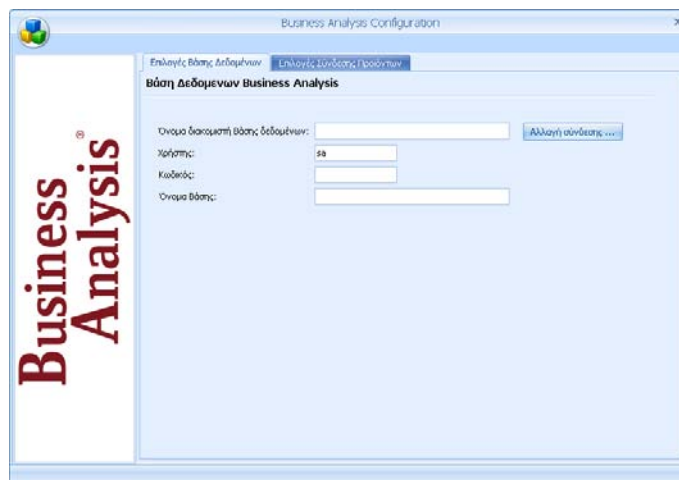 Business Analysis Configuration
Επιλογές Βάσης Δεδομένων
Επιλογές Σύνδεσης Προϊόντων
Βάση Δεδομενων Business Analysis
Όνομα διακομιστή Βάσης δεδομένων:
Αλλαγή σύνδεσης ...
Χρήστης:
sa
Κωδικός:
Όνομα Βάσης:
Business
Analysis®